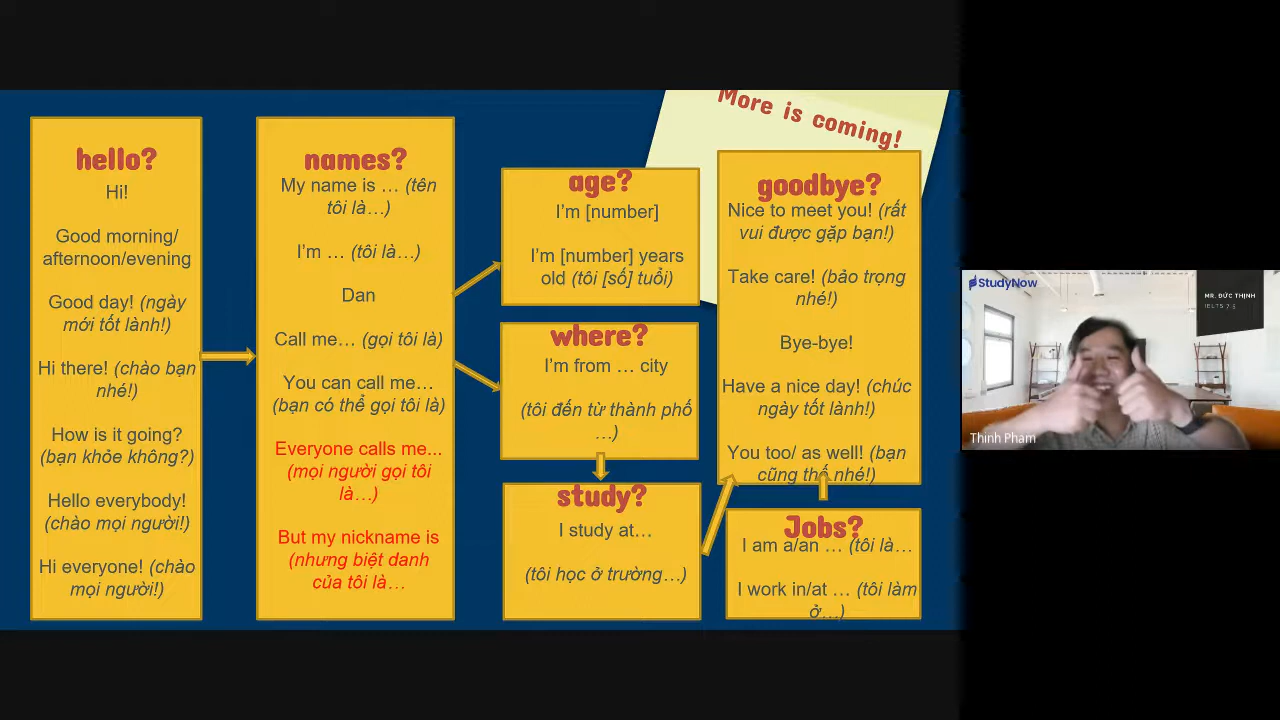 hello?
Hi!
Good morning/
afternoon/evening
Good day! (ngày
mới tốt lành!)
Hi there! (chào bạn
nhé!)
How is it going?
(bạn khỏe không?)
Hello everybody!
(chào mọi người!)
Hi everyone! (chào
mọi người!)
names?
My name is … (tên
tôi là…)
I'm … (tôi là…)
Dan
Call me… (gọi tôi là)
You can call me…
(bạn có thể gọi tôi là)
Everyone calls me...
(mọi người gọi tôi
là…)
But my nickname is
(nhưng biệt danh
của tôi là…
age?
I'm [number]
I'm [number] years
old (tôi [số] tuổi)
where?
I'm from … city
(tôi đến từ thành phố
…)
study?
I study at…
(tôi học ở trường…)
More is coming!
goodbye?
Nice to meet you! (rất
vui được gặp bạn!)
Take care! (bảo trọng
nhé!)
Bye-bye!
Have a nice day! (chúc
ngày tốt lành!)
You too/ as well! (bạn
cũng thế nhé!)
Jobs?
I am a/an … (tôi là…
I work in/at … (tôi làm
ở…)
StudyNow
MR. ĐỨC THỊNH
IELTS 7.5
Thinh Pham